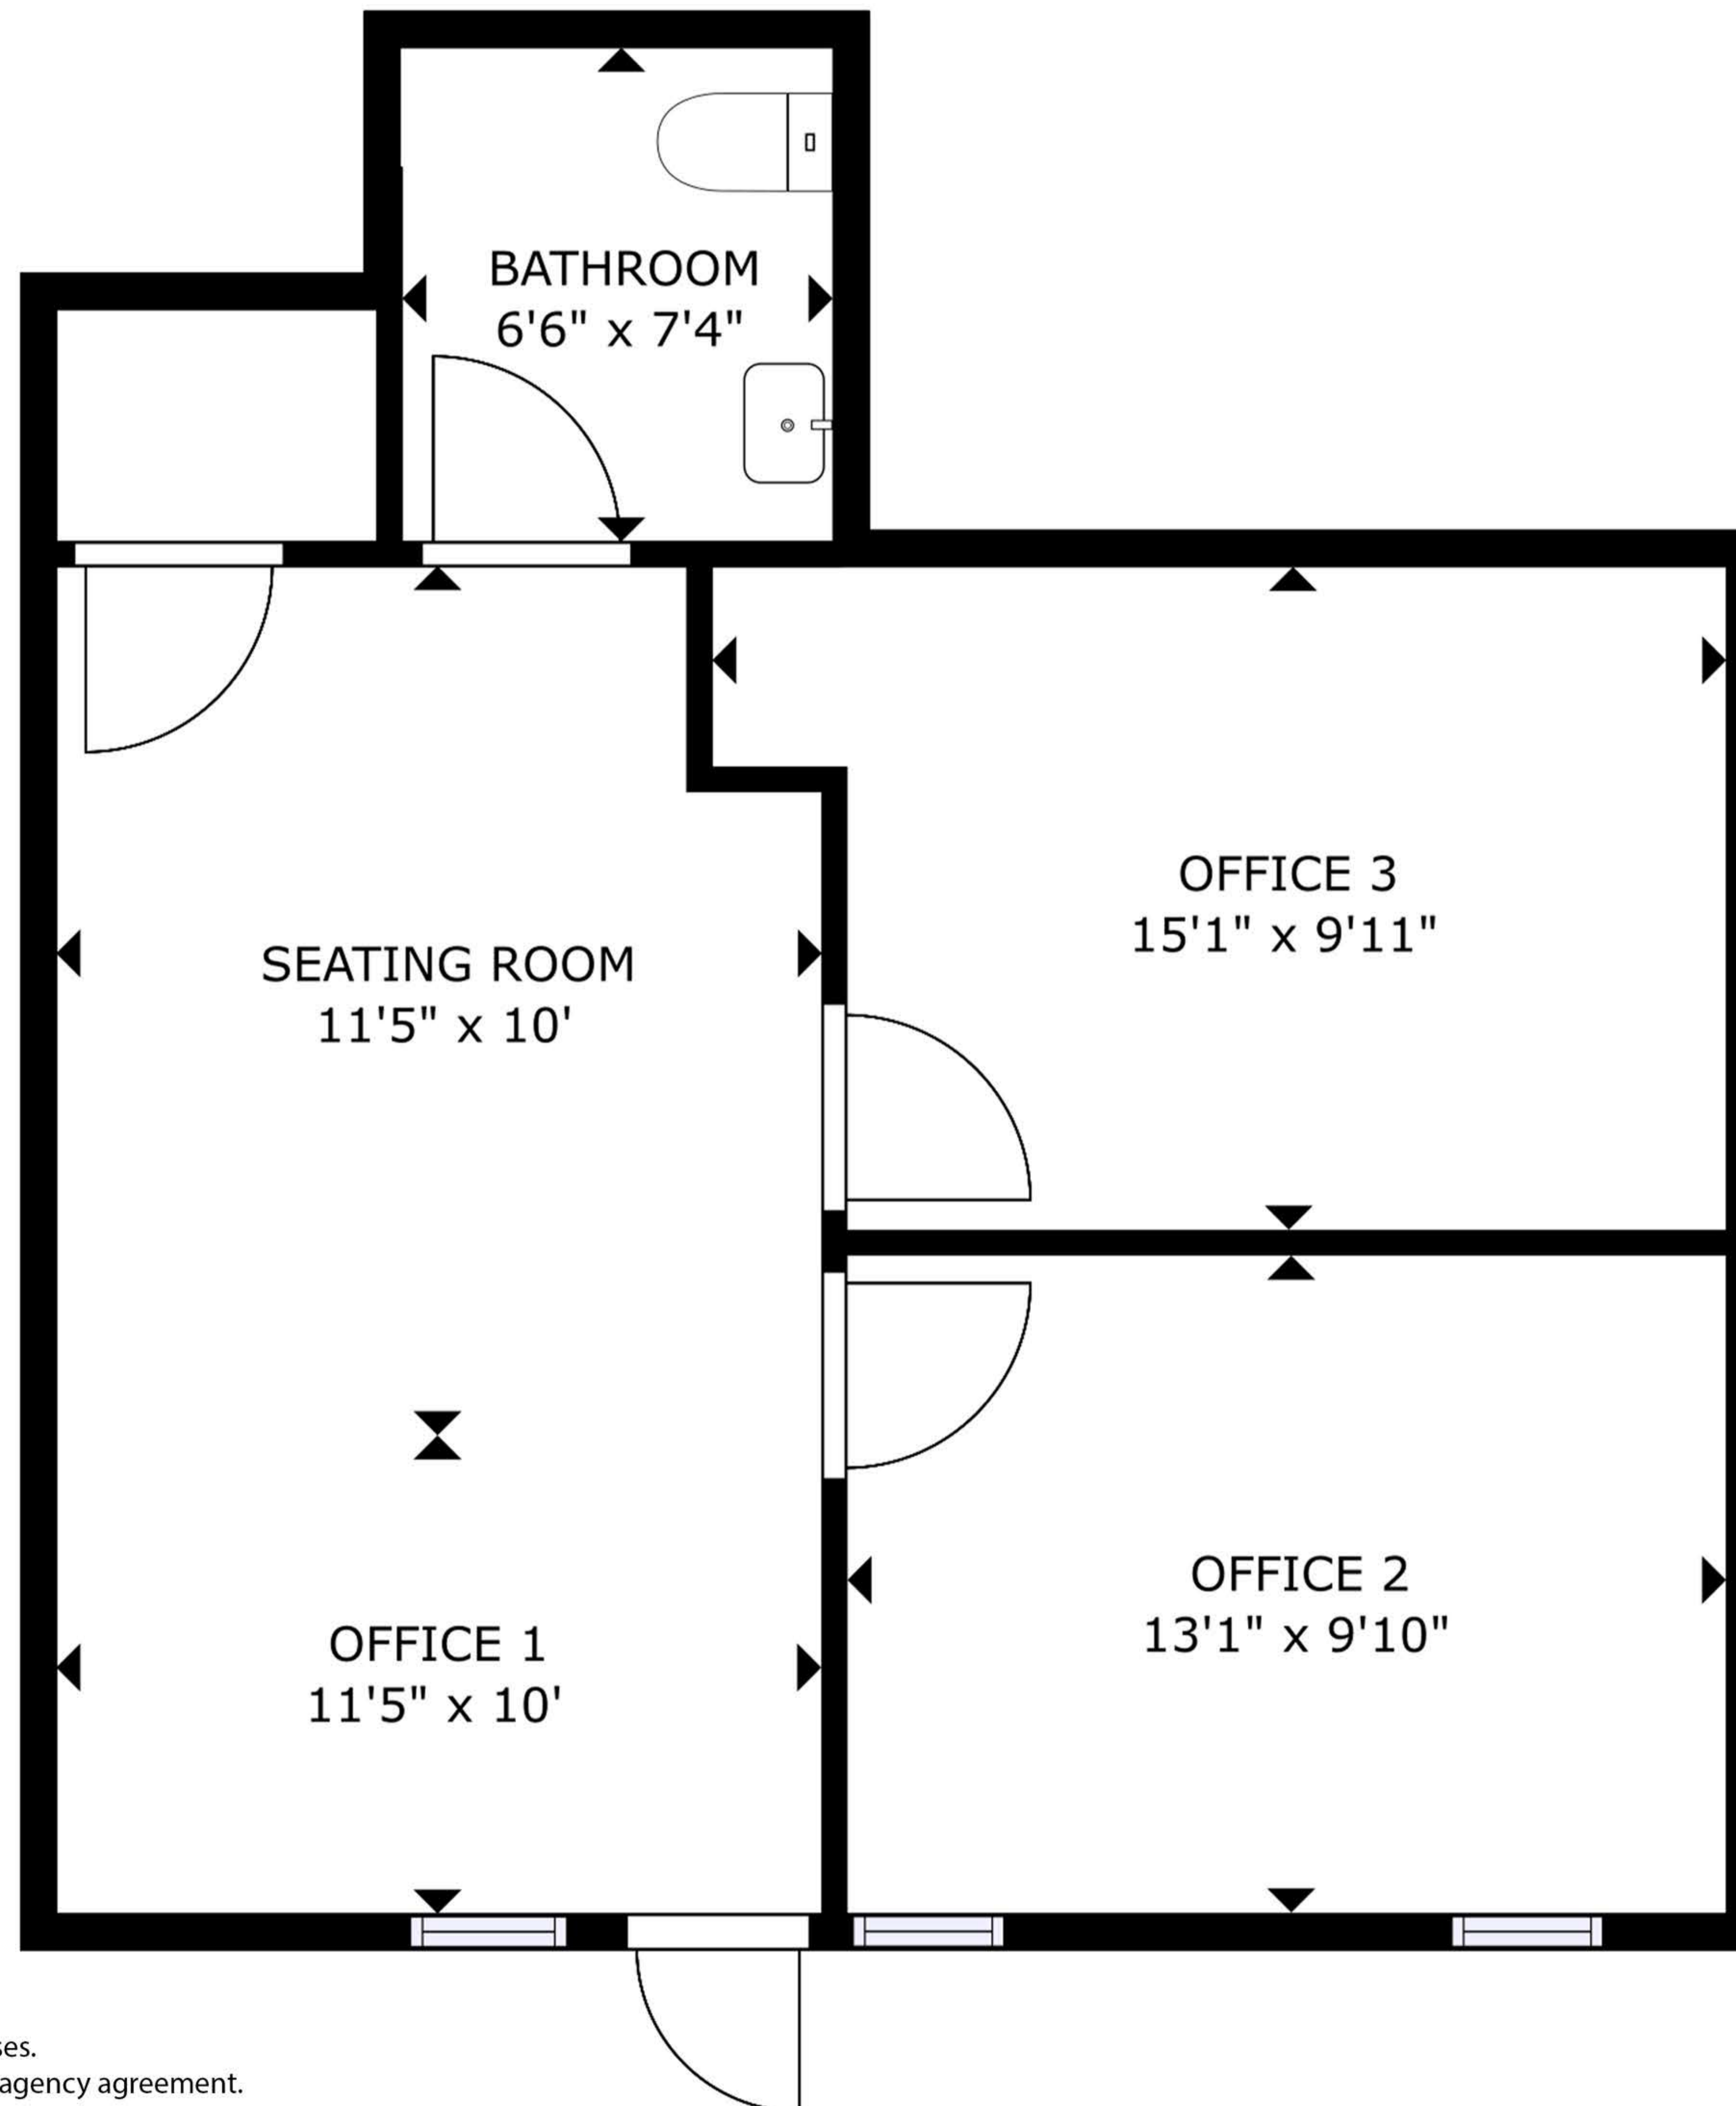 BATHROOM
6'6" x 7'4"
OFFICE 3
15'1" x 9'11"
SEATING ROOM
11'5" x 10'
OFFICE 2
13'1" x 9'10"
OFFICE 1
11'5" x 10'
agency agreement.